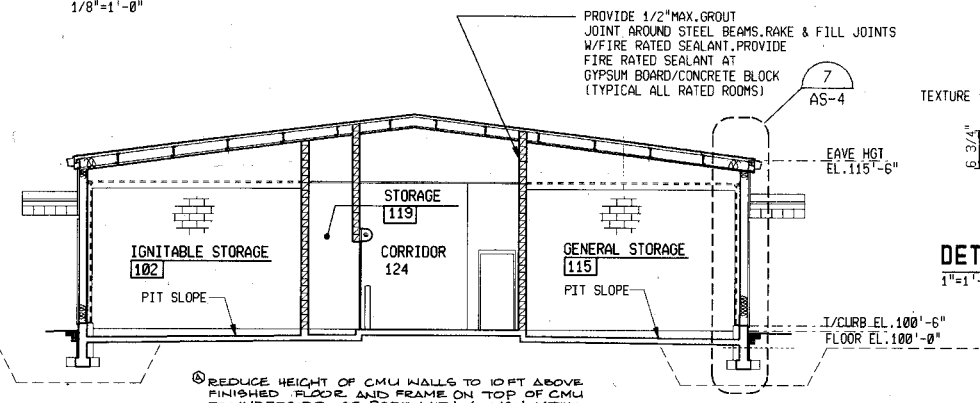 1/8"=1'-0"
PROVIDE 1/2"MAX.GROUT
JOINT AROUND STEEL BEAMS.RAKE & FILL JOINTS
W/FIRE RATED SEALANT.PROVIDE
FIRE RATED SEALANT AT
GYPSUM BOARD/CONCRETE BLOCK
(TYPICAL ALL RATED ROOMS)
7
AS-4
TEXTURE
6 3/4"
EAVE HGT
EL.115'-6"
STORAGE
119
IGNITABLE STORAGE
102
CORRIDOR
124
GENERAL STORAGE
115
PIT SLOPE
PIT SLOPE
DET
1"=1'-
T/CURB EL.100'-6"
FLOOR EL.100'-0"
A REDUCE HEIGHT OF CMU WALLS TO 10 FT ABOVE
FINISHED FLOOR AND FRAME ON TOP OF CMU